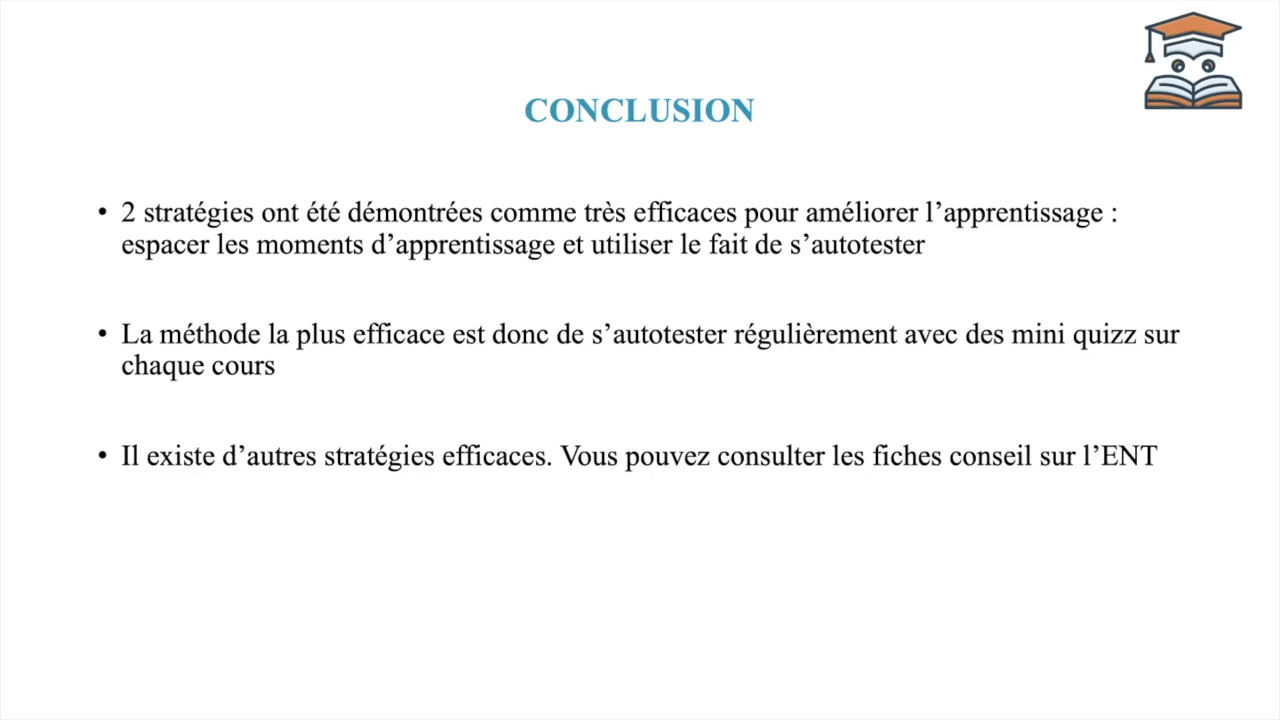 CONCLUSION
• 2 stratégies ont été démontrées comme très efficaces pour améliorer l’apprentissage :
espacer les moments d’apprentissage et utiliser le fait de s’autotester
• La méthode la plus efficace est donc de s’autotester régulièrement avec des mini quizz sur
chaque cours
• Il existe d’autres stratégies efficaces. Vous pouvez consulter les fiches conseil sur l’ENT